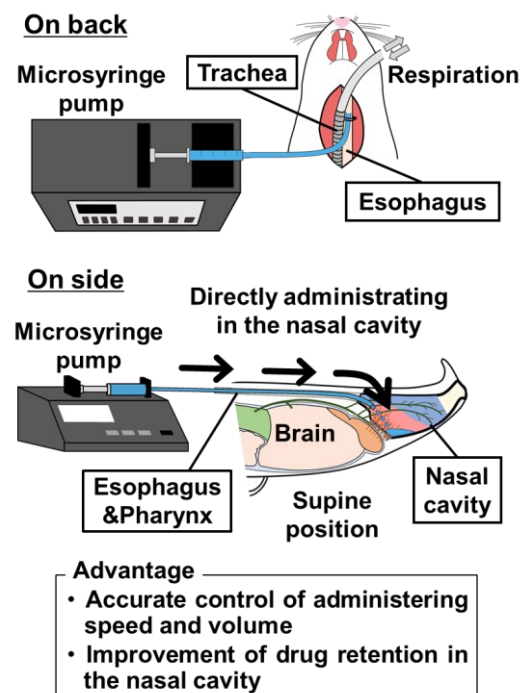 On back
Microsyringe
pump
Trachea
Respiration
Esophagus
On side
Directly administrating
in the nasal cavity
Microsyringe
pump
Brain
Esophagus
&Pharynx
Supine
position
Nasal
cavity
Advantage
・ Accurate control of administering
speed and volume
・ Improvement of drug retention in
the nasal cavity